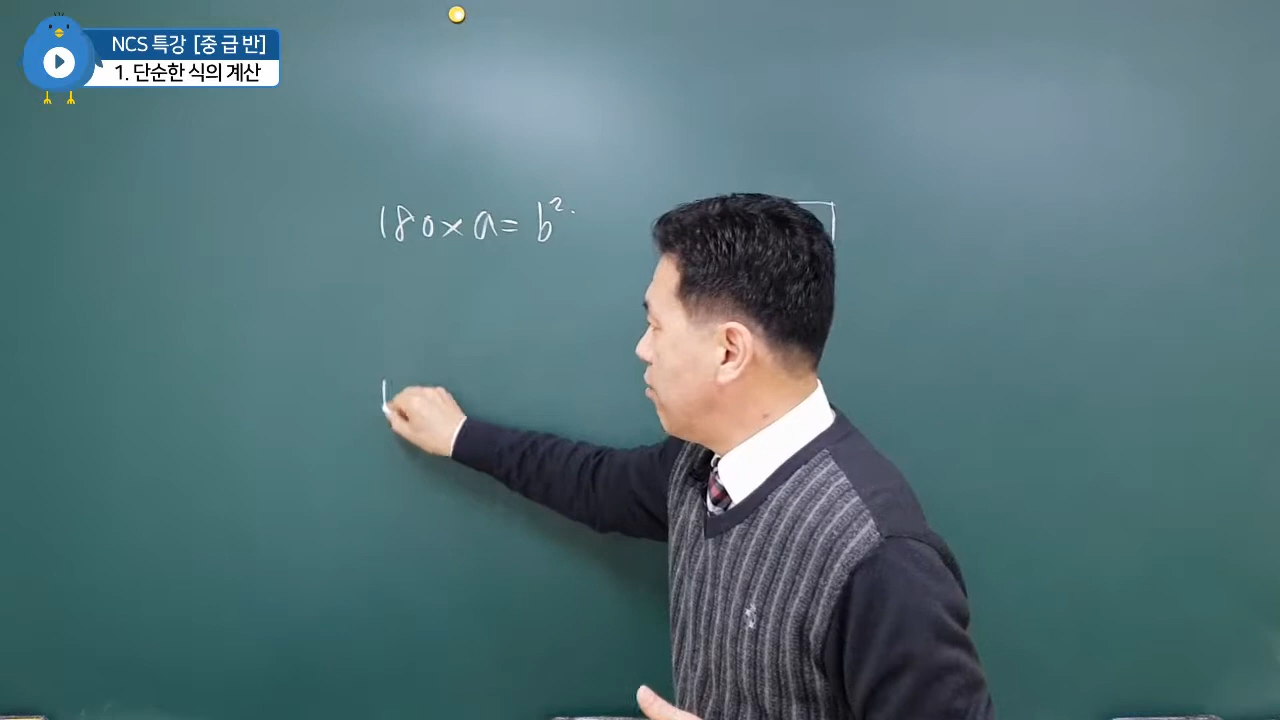 NCS 특강 [중급반]
1. 단순한 식의 계산
180×a= b².